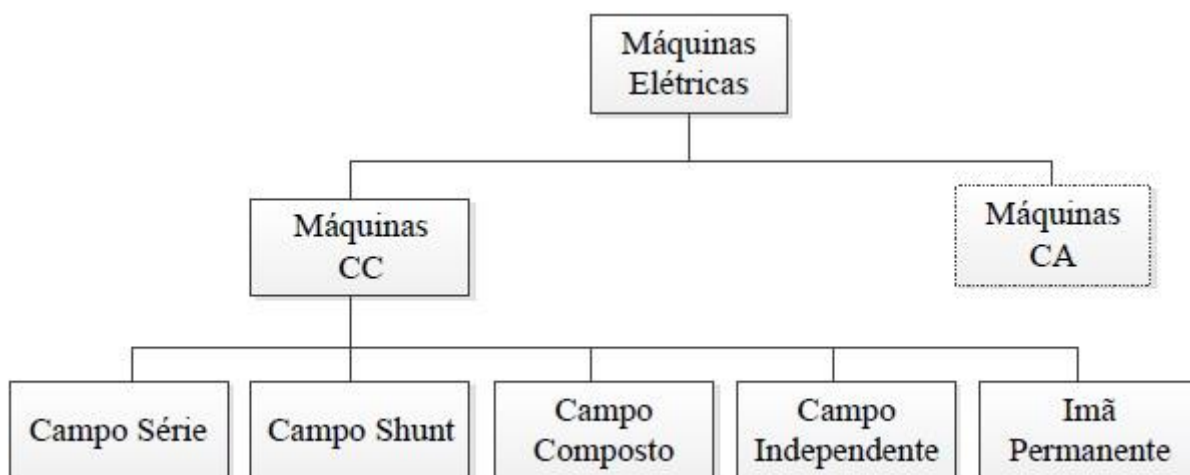 Máquinas
Elétricas
Máquinas
CC
Máquinas
CA
Campo Série
Campo Shunt
Campo
Composto
Campo
Independente
Imã
Permanente